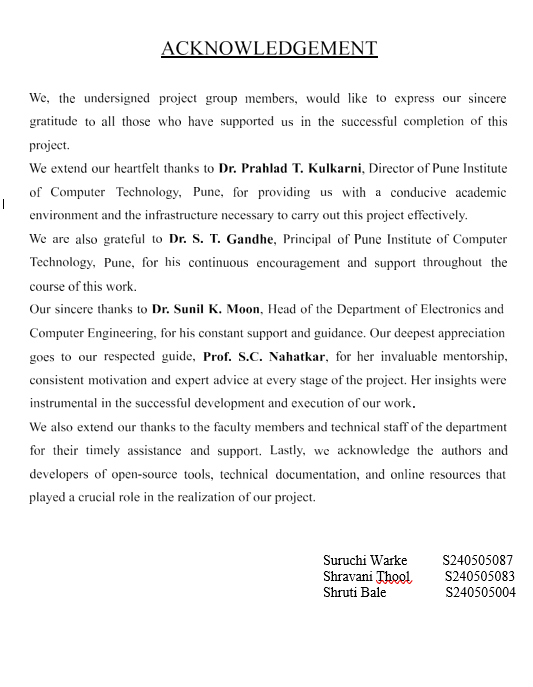 ACKNOWLEDGEMENT
We, the undersigned project group members, would like to express our sincere
gratitude to all those who have supported us in the successful completion of this
project.
We extend our heartfelt thanks to Dr. Prahlad T. Kulkarni, Director of Pune Institute
of Computer Technology, Pune, for providing us with a conducive academic
environment and the infrastructure necessary to carry out this project effectively.
We are also grateful to Dr. S. T. Gandhe, Principal of Pune Institute of Computer
Technology, Pune, for his continuous encouragement and support throughout the
course of this work.
Our sincere thanks to Dr. Sunil K. Moon, Head of the Department of Electronics and
Computer Engineering, for his constant support and guidance. Our deepest appreciation
goes to our respected guide, Prof. S.C. Nahatkar, for her invaluable mentorship,
consistent motivation and expert advice at every stage of the project. Her insights were
instrumental in the successful development and execution of our work.
We also extend our thanks to the faculty members and technical staff of the department
for their timely assistance and support. Lastly, we acknowledge the authors and
developers of open-source tools, technical documentation, and online resources that
played a crucial role in the realization of our project.
Suruchi Warke S240505087
Shravani Thool S240505083
Shruti Bale S240505004